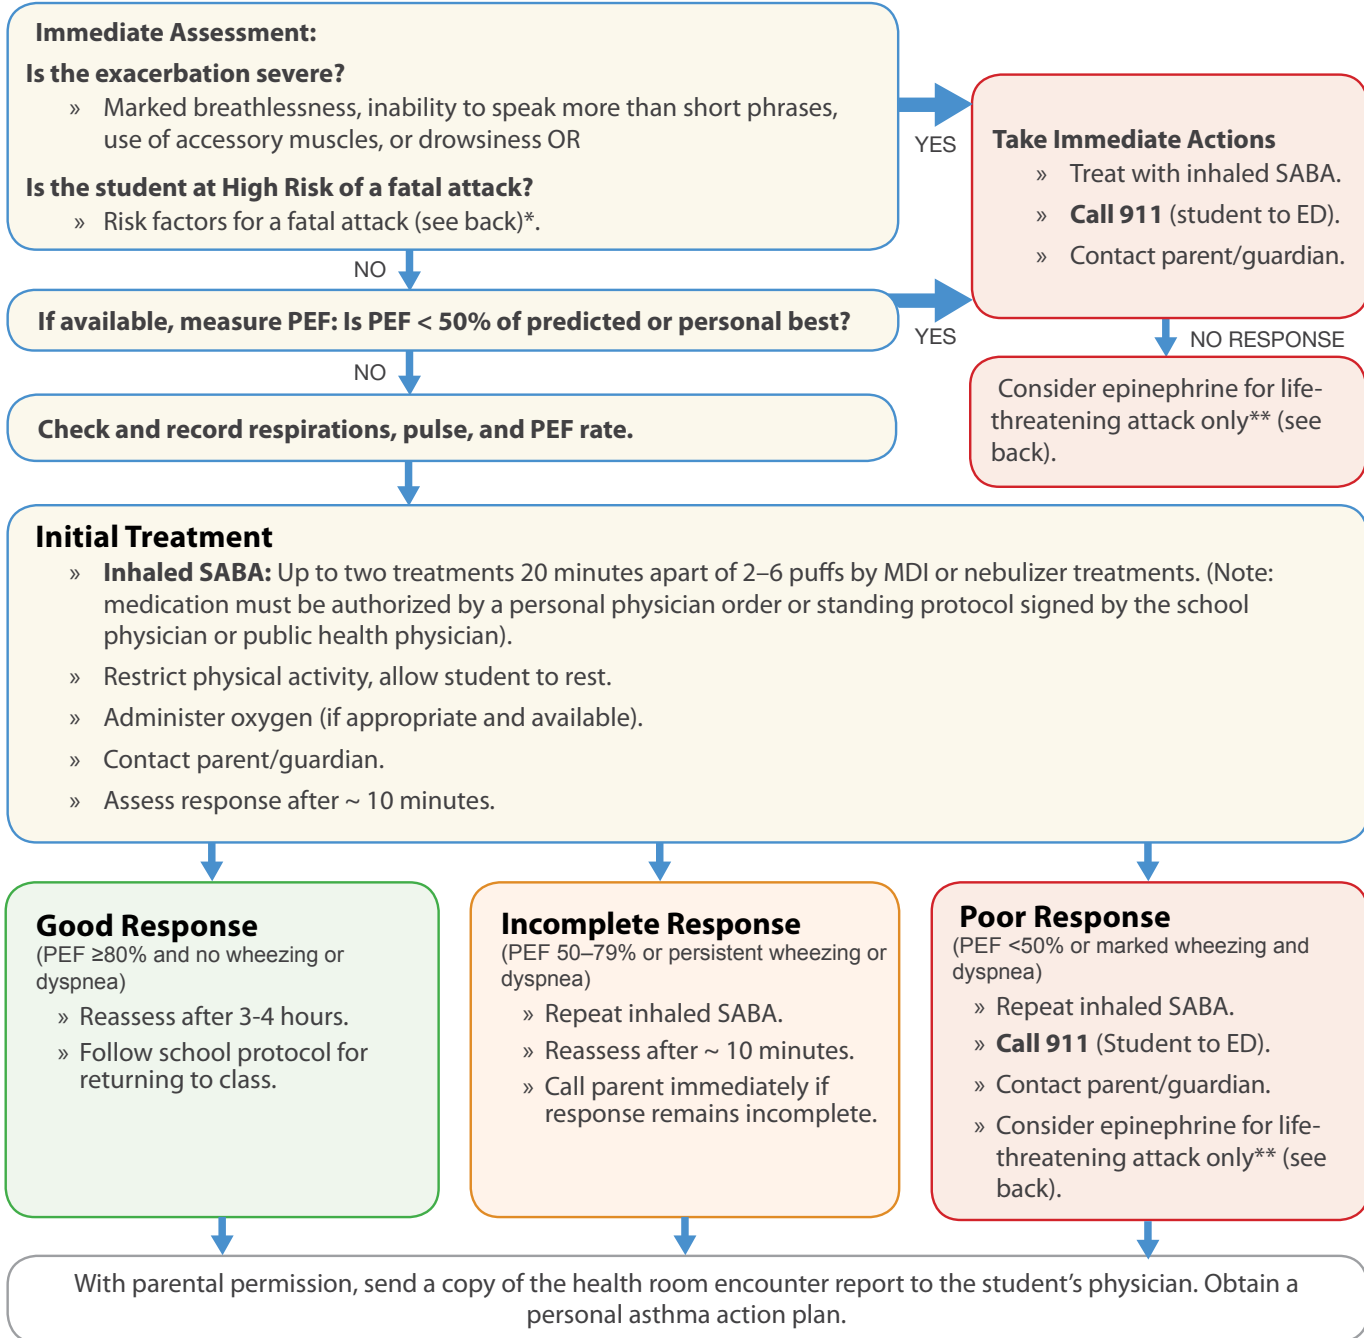 Immediate Assessment:
Is the exacerbation severe?
» Marked breathlessness, inability to speak more than short phrases,
use of accessory muscles, or drowsiness OR
Is the student at High Risk of a fatal attack?
» Risk factors for a fatal attack (see back)*.
YES
Take Immediate Actions
» Treat with inhaled SABA.
» Call 911 (student to ED).
» Contact parent/guardian.
NO
If available, measure PEF: Is PEF < 50% of predicted or personal best?
YES
NO RESPONSE
Consider epinephrine for life-
threatening attack only** (see
back).
NO
Check and record respirations, pulse, and PEF rate.
Initial Treatment
» Inhaled SABA: Up to two treatments 20 minutes apart of 2–6 puffs by MDI or nebulizer treatments. (Note:
medication must be authorized by a personal physician order or standing protocol signed by the school
physician or public health physician).
» Restrict physical activity, allow student to rest.
» Administer oxygen (if appropriate and available).
» Contact parent/guardian.
» Assess response after ~ 10 minutes.
Good Response
(PEF ≥80% and no wheezing or
dyspnea)
» Reassess after 3-4 hours.
» Follow school protocol for
returning to class.
Incomplete Response
(PEF 50–79% or persistent wheezing or
dyspnea)
» Repeat inhaled SABA.
» Reassess after ~ 10 minutes.
» Call parent immediately if
response remains incomplete.
Poor Response
(PEF <50% or marked wheezing and
dyspnea)
» Repeat inhaled SABA.
» Call 911 (Student to ED).
» Contact parent/guardian.
» Consider epinephrine for life-
threatening attack only** (see
back).
With parental permission, send a copy of the health room encounter report to the student’s physician. Obtain a
personal asthma action plan.